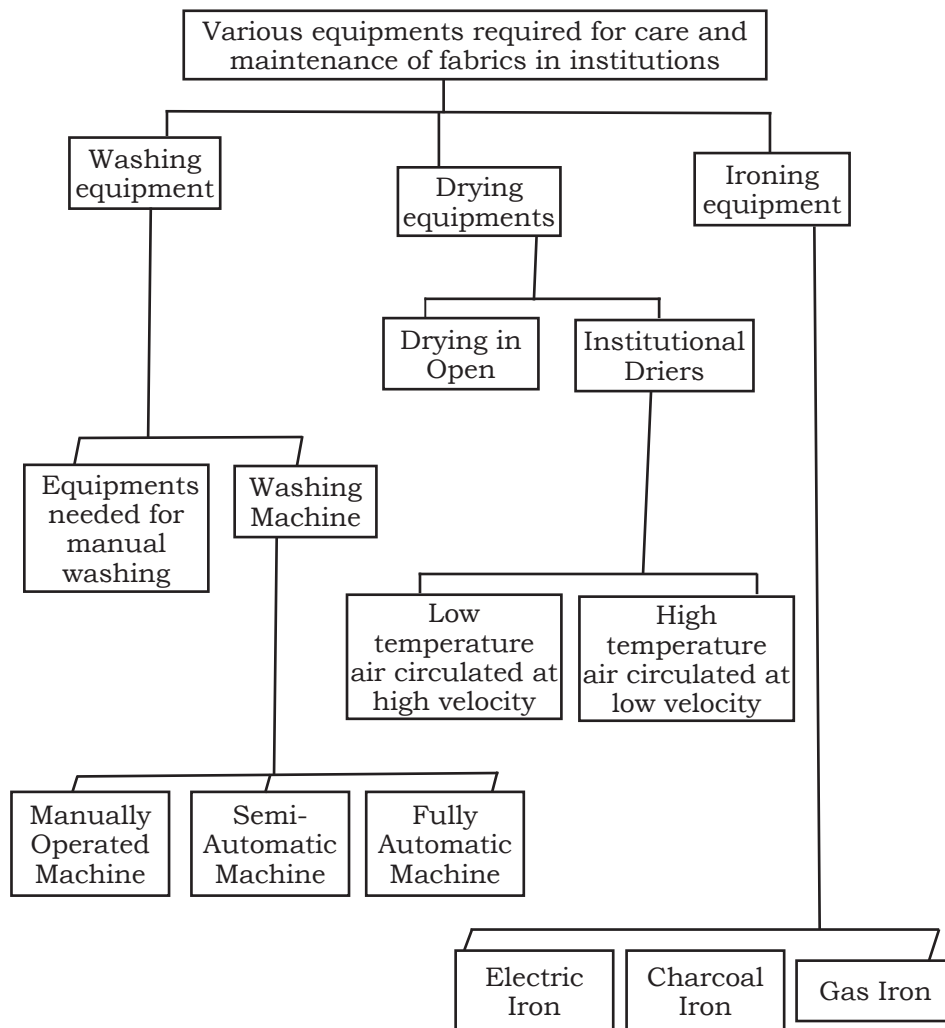 Various equipments required for care and
maintenance of fabrics in institutions
Washing
equipment
Drying
equipments
Ironing
equipment
Drying in
Open
Institutional
Driers
Equipments
needed for
manual
washing
Washing
Machine
Low
temperature
air circulated at
high velocity
High
temperature
air circulated at
low velocity
Manually
Operated
Machine
Semi-
Automatic
Machine
Fully
Automatic
Machine
Electric
Iron
Charcoal
Iron
Gas Iron